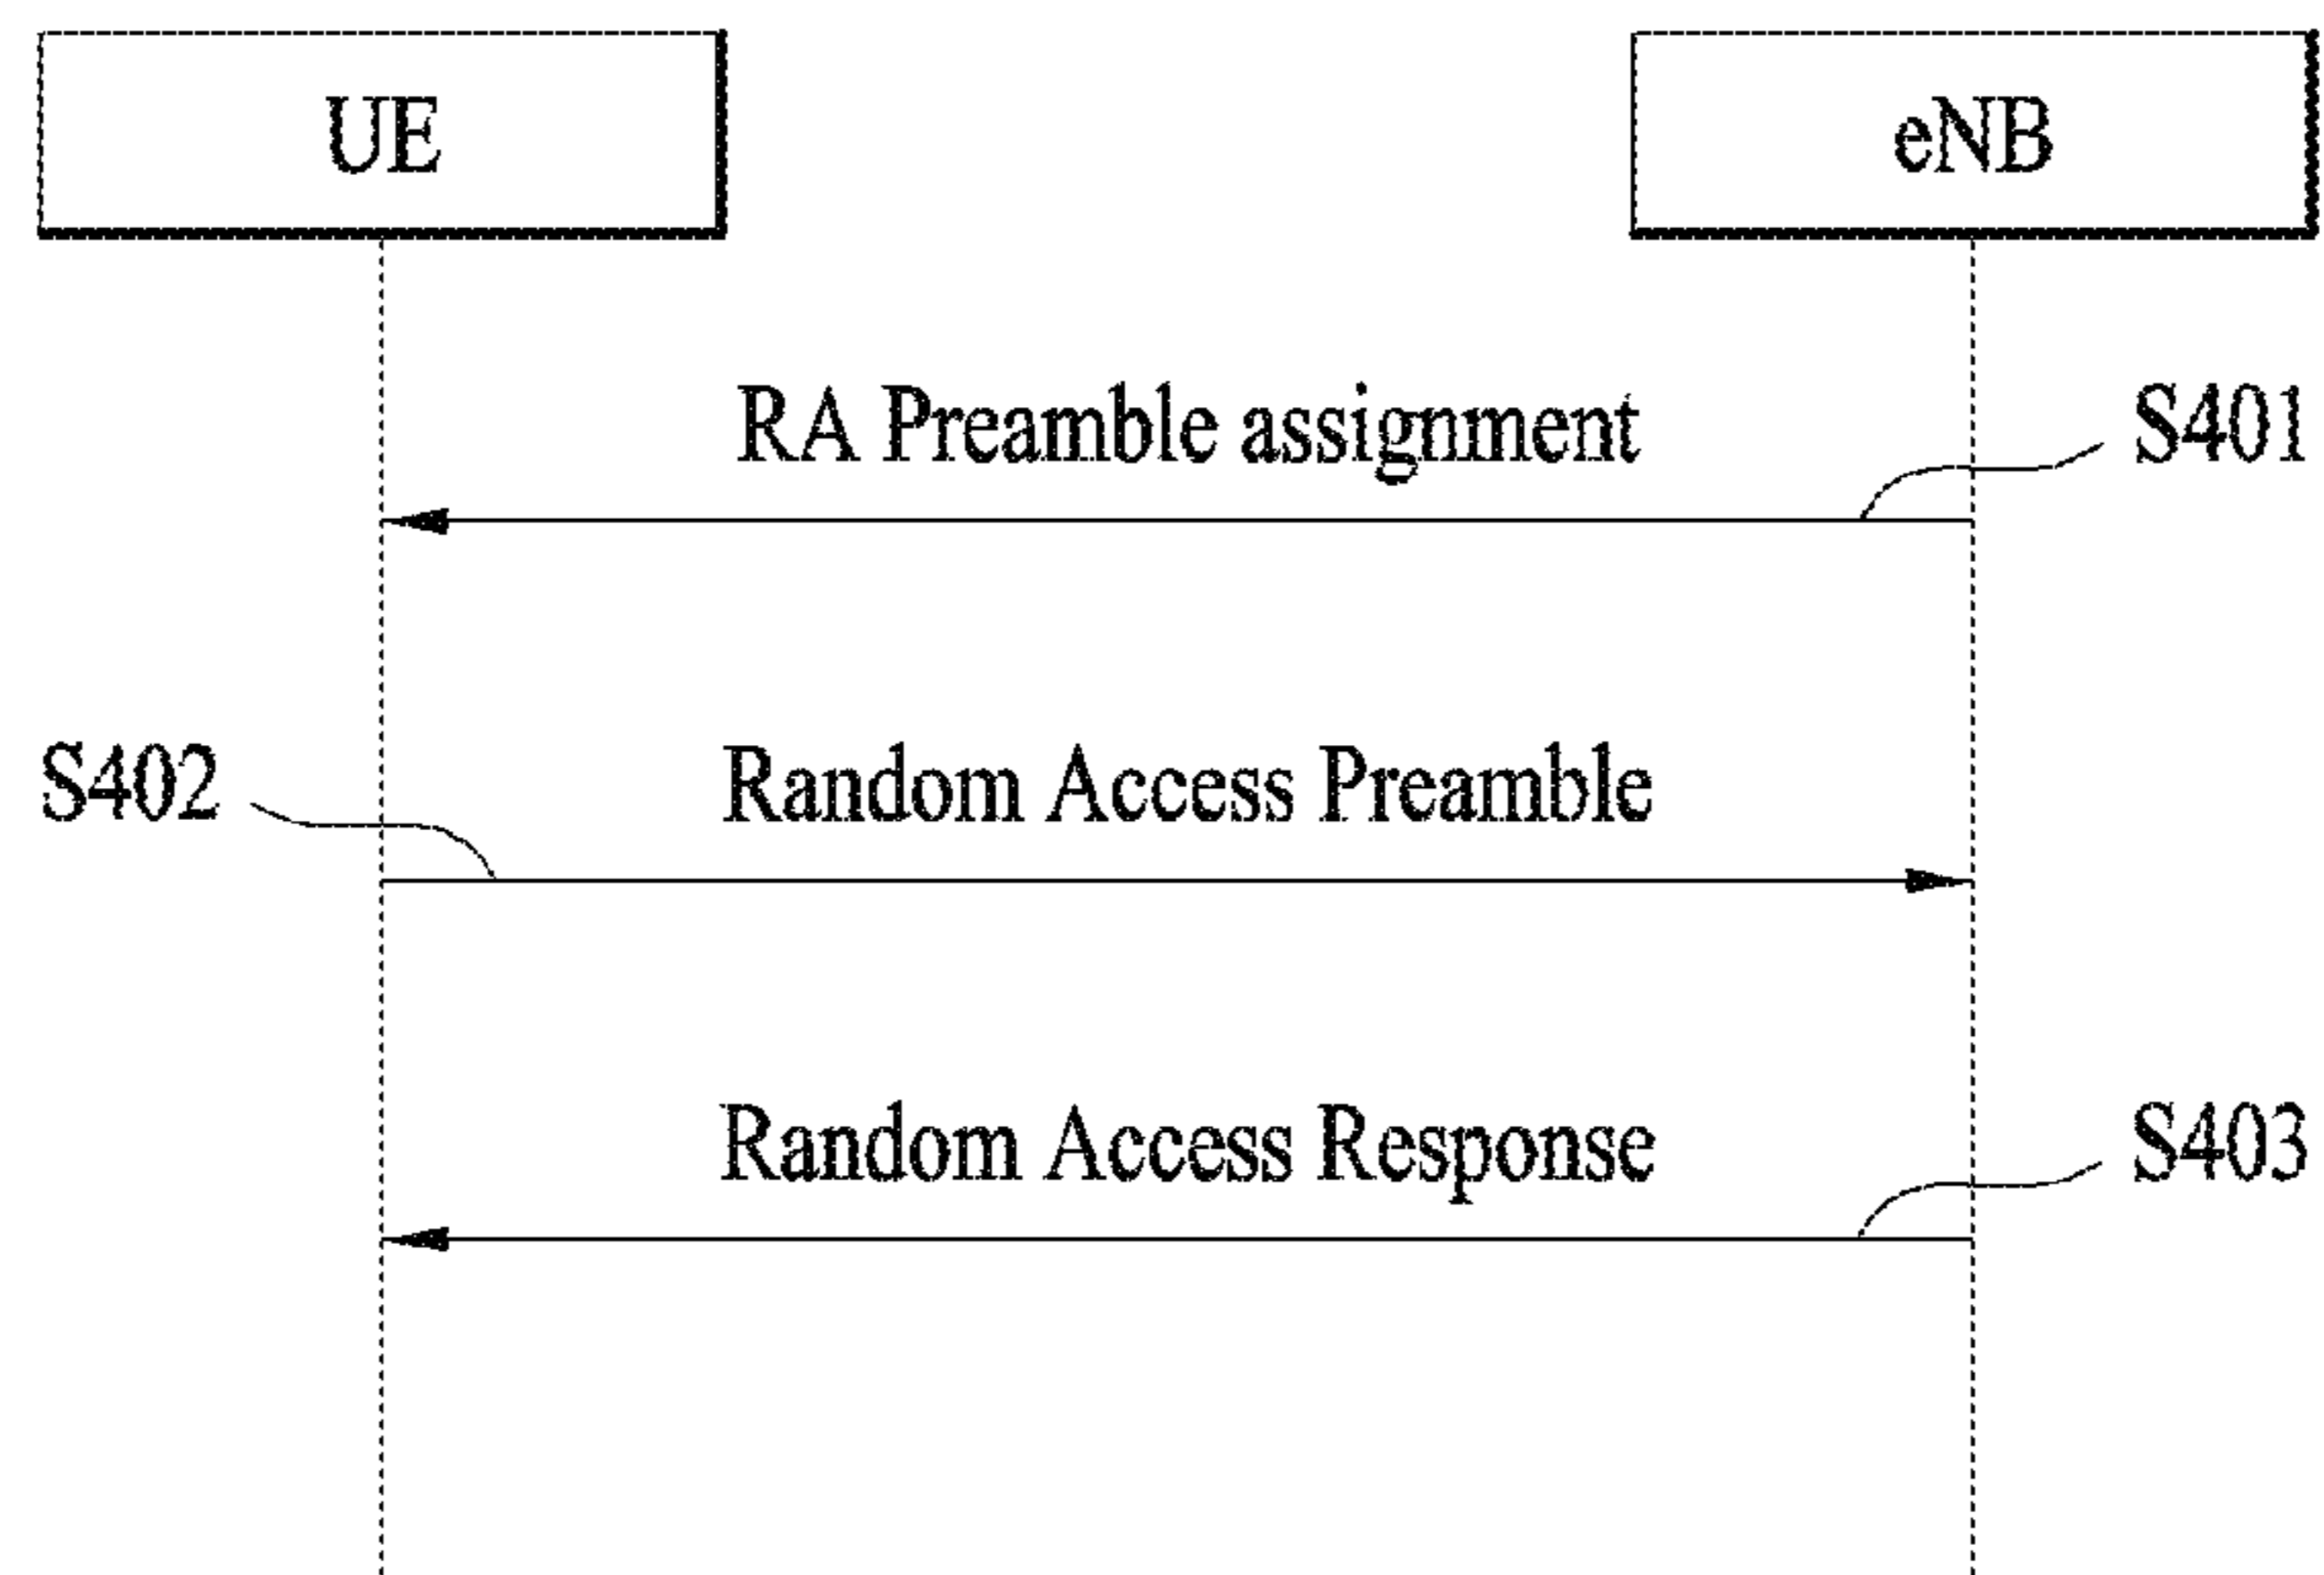 UE
eNB
RA Preamble assignment
S401
S402
Random Access Preamble
Random Access Response
S403